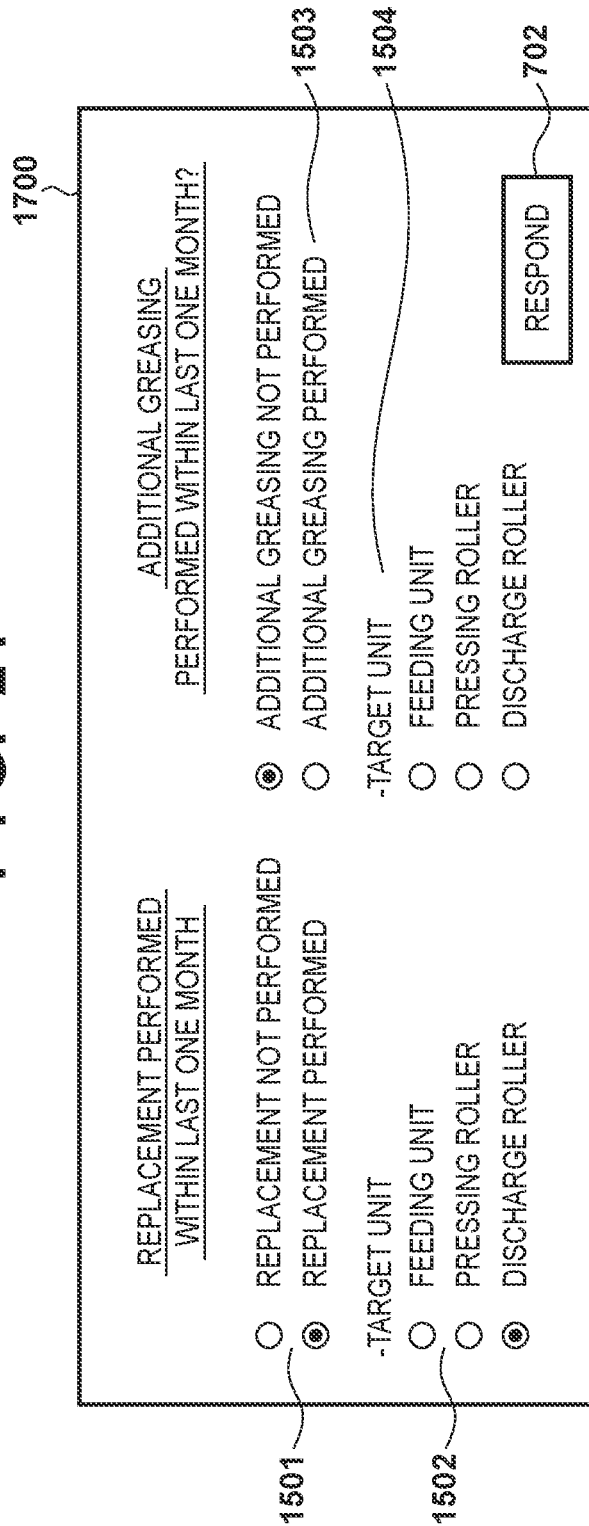 1700
REPLACEMENT PERFORMED
WITHIN LAST ONE MONTH
REPLACEMENT NOT PERFORMED
REPLACEMENT PERFORMED
1501
-TARGET UNIT
FEEDING UNIT
PRESSING ROLLER
DISCHARGE ROLLER
1502
ADDITIONAL GREASING
PERFORMED WITHIN LAST ONE MONTH?
ADDITIONAL GREASING NOT PERFORMED
ADDITIONAL GREASING PERFORMED
1503
-TARGET UNIT
1504
FEEDING UNIT
PRESSING ROLLER
DISCHARGE ROLLER
RESPOND
702